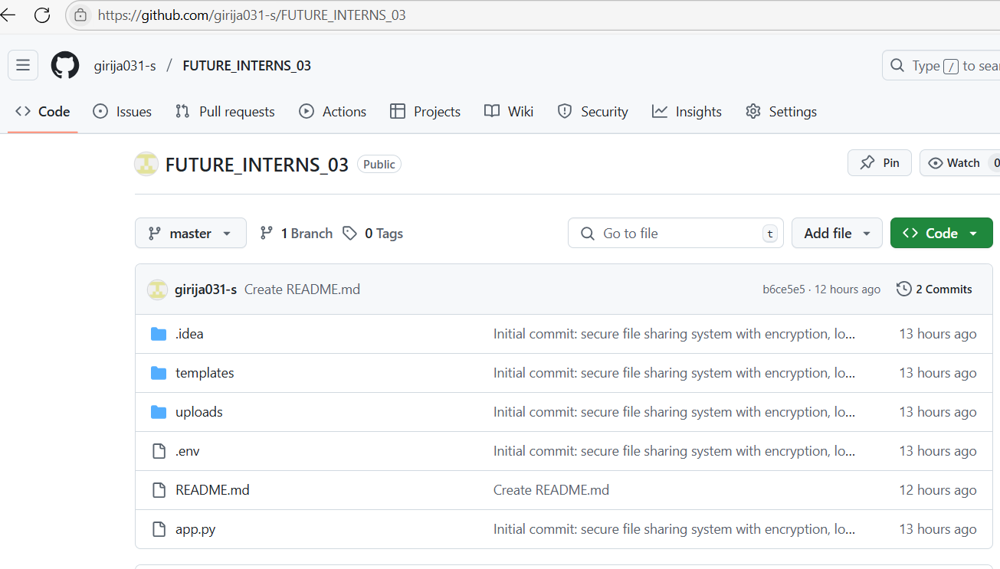 https://github.com/girija031-s/FUTURE_INTERNS_03
girija031-s / FUTURE_INTERNS_03
Type / to sear
Code Issues Pull requests Actions Projects Wiki Security Insights Settings
FUTURE_INTERNS_03 Public
Pin Watch 0
master 1 Branch 0 Tags Go to file t Add file Code
girija031-s Create README.md b6ce5e5 · 12 hours ago 2 Commits
.idea Initial commit: secure file sharing system with encryption, lo... 13 hours ago
templates Initial commit: secure file sharing system with encryption, lo... 13 hours ago
uploads Initial commit: secure file sharing system with encryption, lo... 13 hours ago
.env Initial commit: secure file sharing system with encryption, lo... 13 hours ago
README.md Create README.md 12 hours ago
app.py Initial commit: secure file sharing system with encryption, lo... 13 hours ago